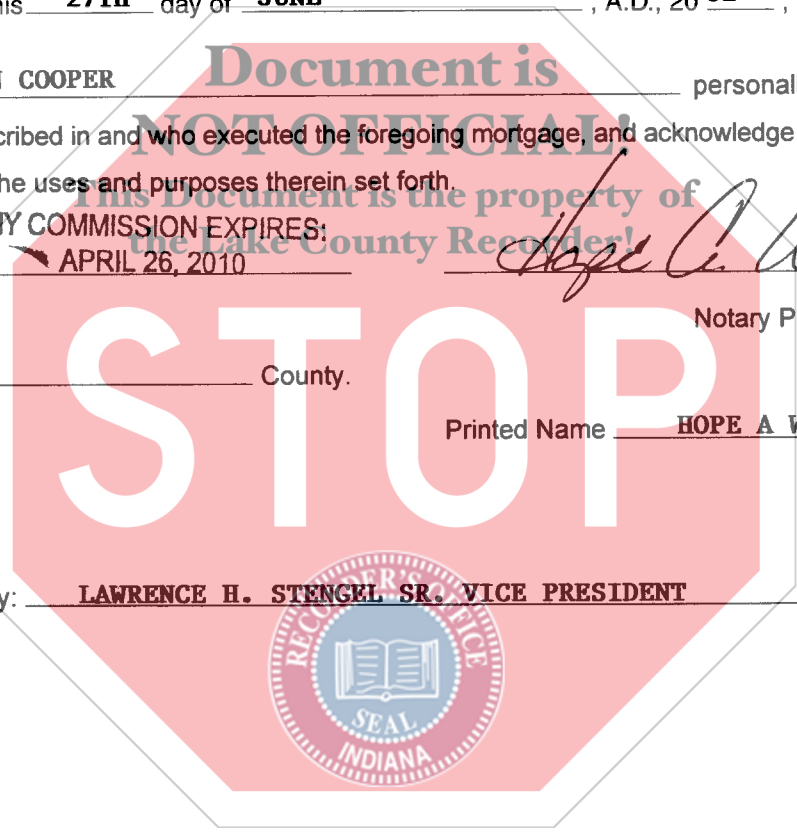 27TH day of JUNE , A.D., 20 ,
Document is
COOPER personal
NOT OFFICIAL!
cribed in and who executed the foregoing mortgage, and acknowledge
he uses and purposes therein set forth.
This Document is the property of
COMMISSION EXPIRES:
the Lake County Recorder!
APRIL 26, 2010
Hope A.
Notary P
STOP
County.
Printed Name HOPE A
y: LAWRENCE H. STENGEL SR. VICE PRESIDENT
RECORDER'S OFFICE
SEAL
INDIANA